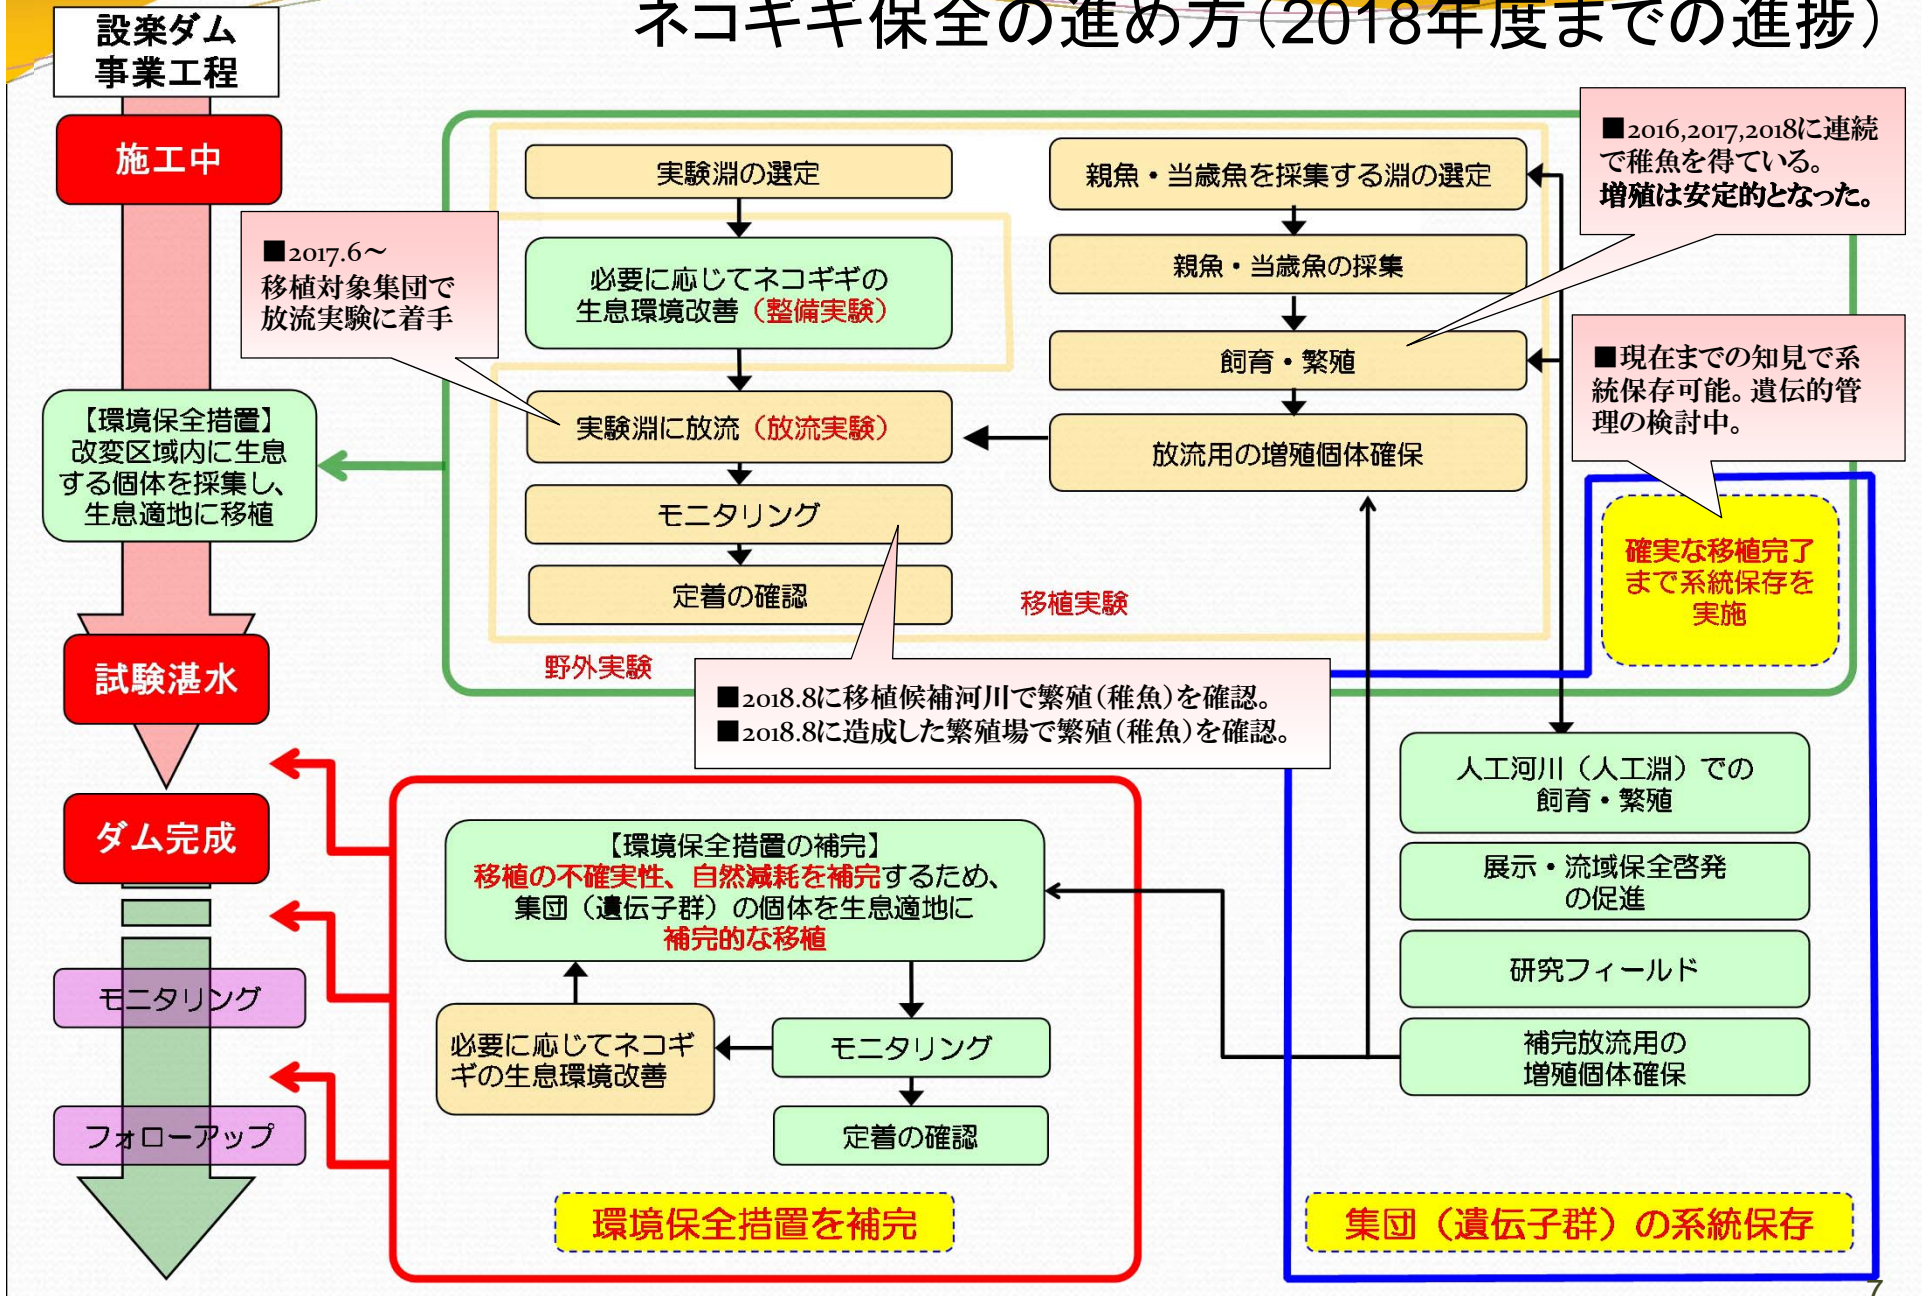 ネコギギ保全の進め方（2018年度までの進捗）
設楽ダム
事業工程
施工中
【環境保全措置】
改変区域内に生息
する個体を採集し、
生息適地に移植
試験湛水
ダム完成
モニタリング
フォローアップ
■2017.6～
移植対象集団で
放流実験に着手
実験淵の選定
必要に応じてネコギギの
生息環境改善（整備実験）
実験淵に放流（放流実験）
モニタリング
定着の確認
親魚・当歳魚を採集する淵の選定
親魚・当歳魚の採集
飼育・繁殖
放流用の増殖個体確保
移植実験
野外実験
■2016,2017,2018に連続
で稚魚を得ている。
増殖は安定的となった。
■現在までの知見で系
統保存可能。遺伝的管
理の検討中。
確実な移植完了
まで系統保存を
実施
■2018.8に移植候補河川で繁殖（稚魚）を確認。
■2018.8に造成した繁殖場で繁殖（稚魚）を確認。
【環境保全措置の補完】
移植の不確実性、自然減耗を補完するため、
集団（遺伝子群）の個体を生息適地に
補完的な移植
必要に応じてネコギ
ギの生息環境改善
モニタリング
定着の確認
環境保全措置を補完
人工河川（人工淵）での
飼育・繁殖
展示・流域保全啓発
の促進
研究フィールド
補完放流用の
増殖個体確保
集団（遺伝子群）の系統保存
7